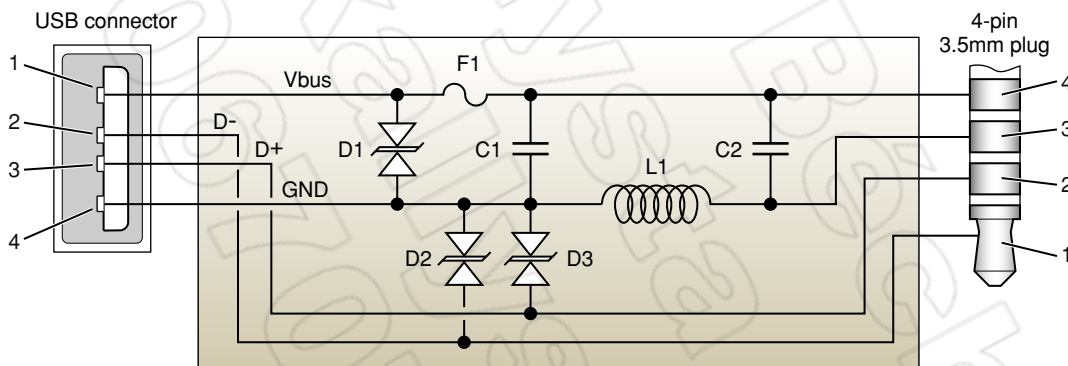 USB connector
4-pin
3.5mm plug
1
2
3
4
Vbus
F1
D-
D+
GND
D1
C1
C2
L1
D2
D3
4
3
2
1